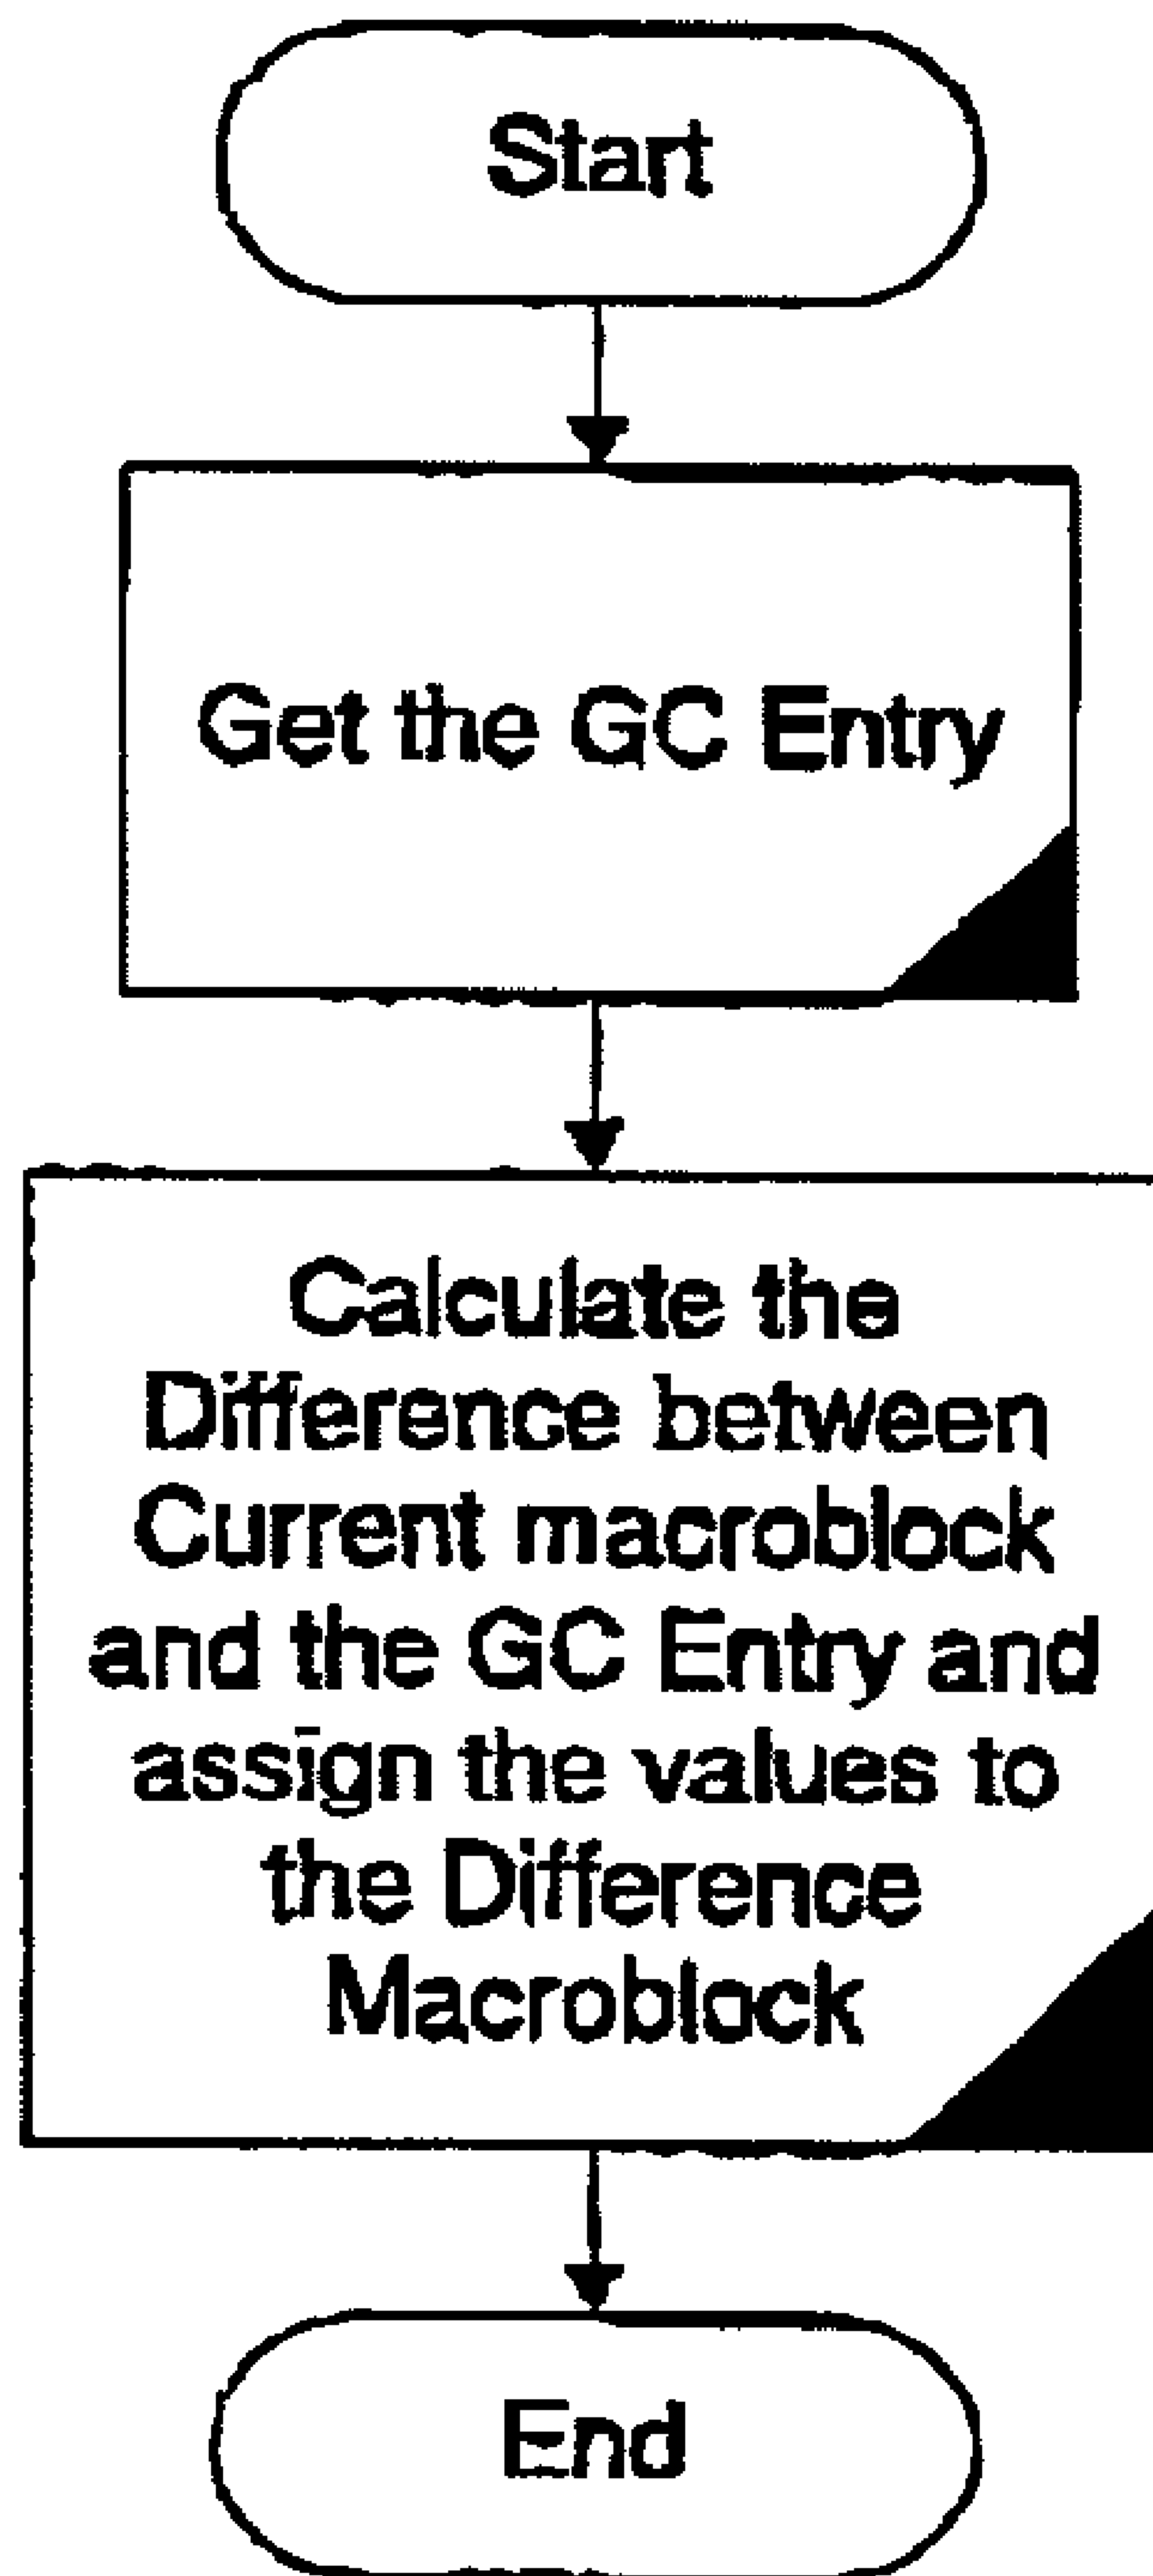 Start
Get the GC Entry
Calculate the
Difference between
Current macroblock
and the GC Entry and
assign the values to
the Difference
Macroblock
End